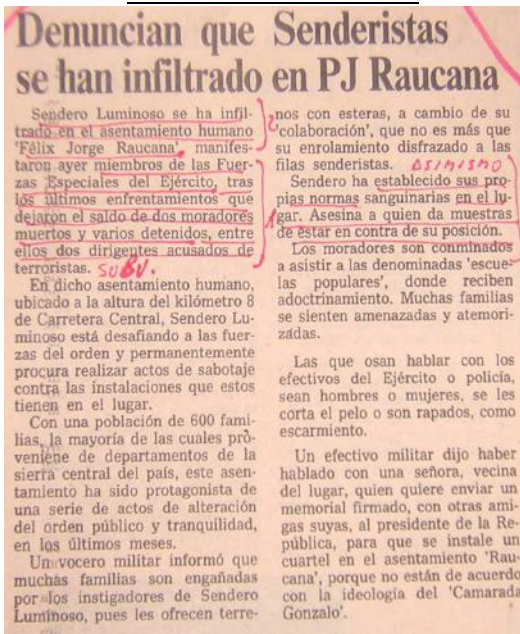 Denuncian que Senderistas
se han infiltrado en PJ Raucana
Sendero Luminoso se ha infil-
trado en el asentamiento humano
'Félix Jorge Raucana', manifes-
taron ayer miembros de las Fuer-
zas Especiales del Ejército, tras
los últimos enfrentamientos que
dejaron el saldo de dos moradores
muertos y varios detenidos, entre
ellos dos dirigentes acusados de
terroristas. SUBV.
En dicho asentamiento humano,
ubicado a la altura del kilómetro 8
de Carretera Central, Sendero Lu-
minoso está desafiando a las fuer-
zas del orden y permanentemente
procura realizar actos de sabotaje
contra las instalaciones que estos
tienen en el lugar.
Con una población de 600 fami-
lias, la mayoría de las cuales pro-
veniene de departamentos de la
sierra central del país, este asen-
tamiento ha sido protagonista de
una serie de actos de alteración
del orden público y tranquilidad,
en los últimos meses.
Un vocero militar informó que
muchas familias son engañadas
por los instigadores de Sendero
Luminoso, pues les ofrecen terre-
nos con esteras, a cambio de su
'colaboración', que no es más que
su enrolamiento disfrazado a las
filas senderistas. ASIMISMO
Sendero ha establecido sus pro-
pias normas sanguinarias en el lu-
gar. Asesina a quien da muestras
de estar en contra de su posición.
Los moradores son conminados
a asistir a las denominadas 'escue-
las populares', donde reciben
adoctrinamiento. Muchas familias
se sienten amenazadas y atemori-
zadas.
Las que osan hablar con los
efectivos del Ejército o policía,
sean hombres o mujeres, se les
corta el pelo o son rapados, como
escarmiento.
Un efectivo militar dijo haber
hablado con una señora, vecina
del lugar, quien quiere enviar un
memorial firmado, con otras ami-
gas suyas, al presidente de la Re-
pública, para que se instale un
cuartel en el asentamiento 'Rau-
cana', porque no están de acuerdo
con la ideología del 'Camarada
Gonzalo'.